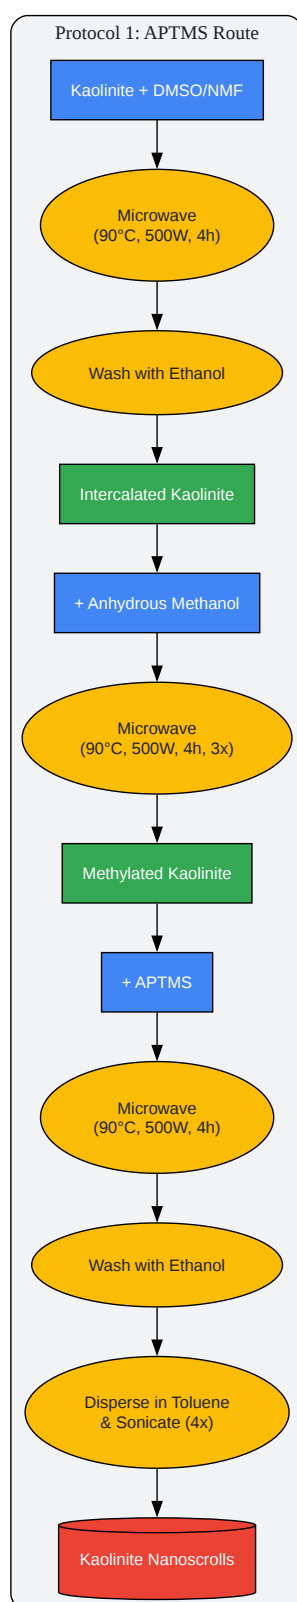 Protocol 1: APTMS Route
Kaolinite + DMSO/NMF
Microwave
(90°C, 500W, 4h)
Wash with Ethanol
Intercalated Kaolinite
+ Anhydrous Methanol
Microwave
(90°C, 500W, 4h, 3x)
Methylated Kaolinite
+ APTMS
Microwave
(90°C, 500W, 4h)
Wash with Ethanol
Disperse in Toluene
& Sonicate (4x)
Kaolinite Nanoscrolls